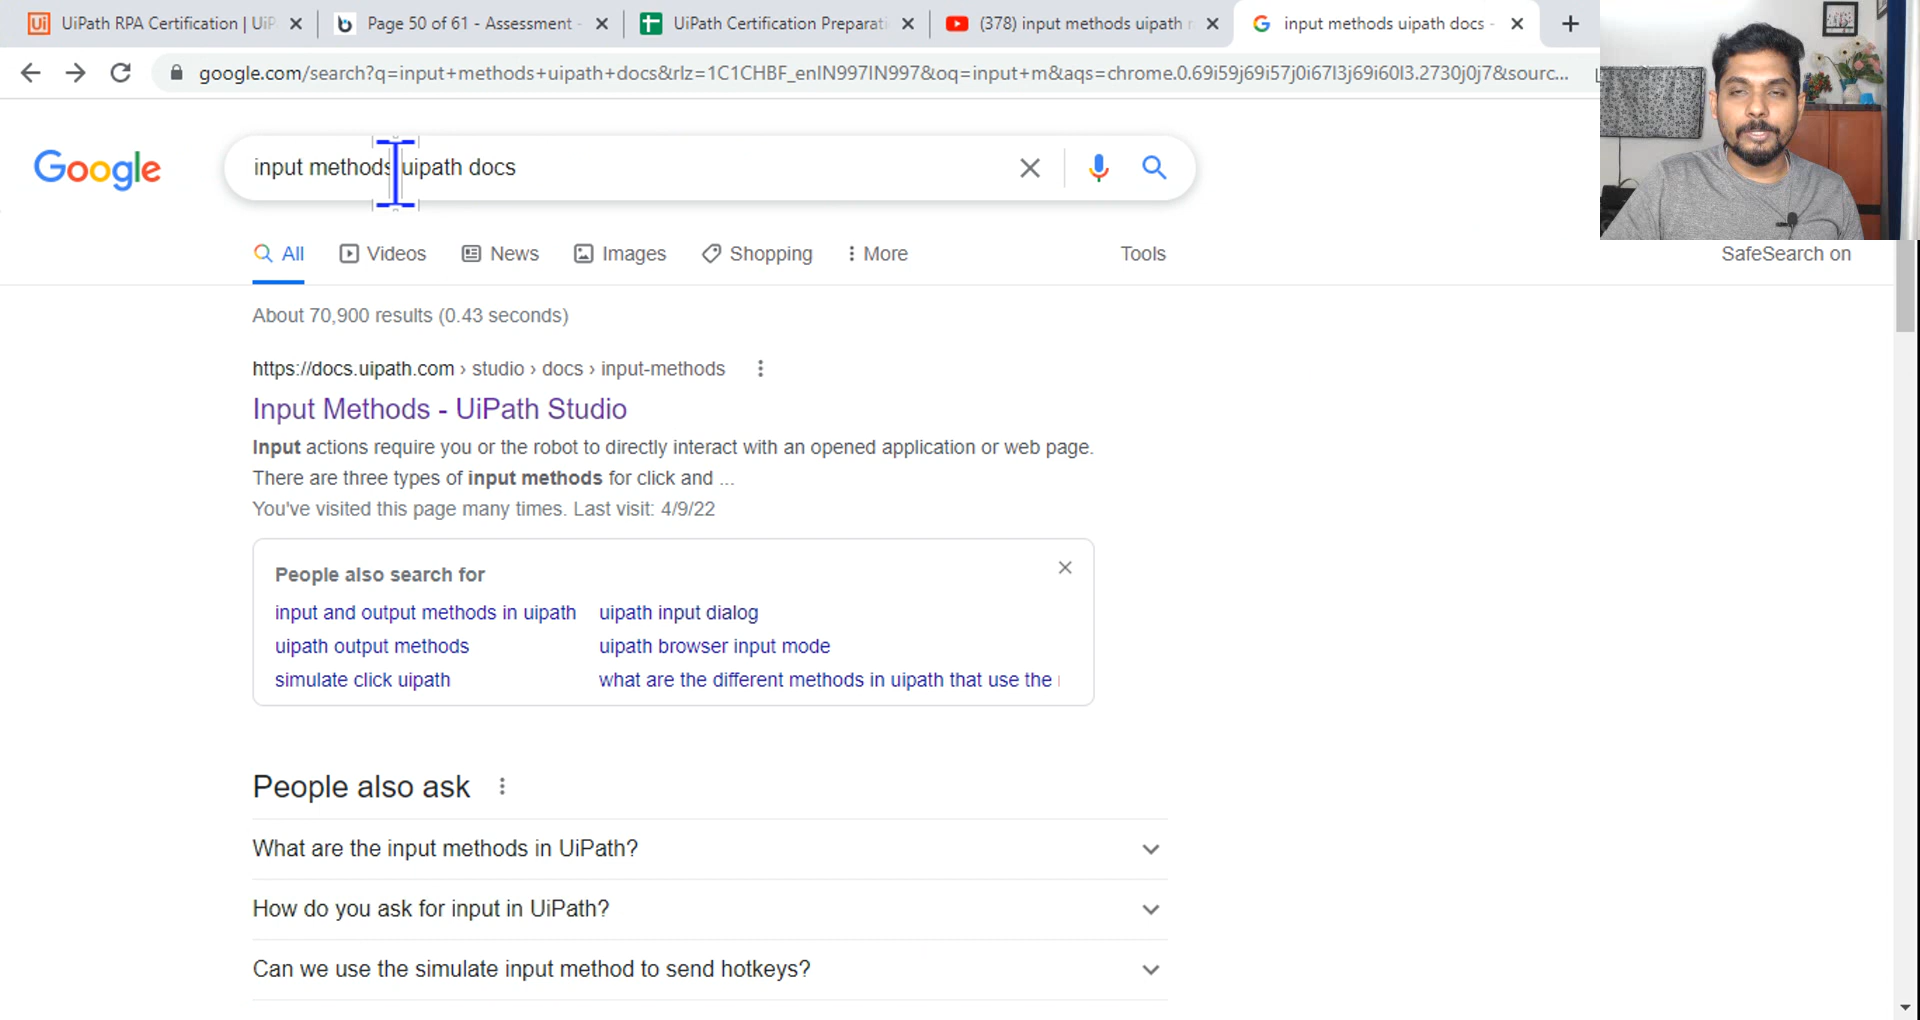 UiPath RPA Certification | UiP
Page 50 of 61 - Assessment -
UiPath Certification Preparati
(378) input methods uipath
input methods uipath docs -
google.com/search?q=input+methods+uipath+docs&rlz=1C1CHBF_enIN997IN997&oq=input+m&aqs=chrome.0.69i59j69i57j0i67l3j69i60l3.2730j0j7&sourc...
Google
input methods uipath docs
All
Videos
News
Images
Shopping
More
Tools
SafeSearch on
About 70,900 results (0.43 seconds)
https://docs.uipath.com › studio › docs › input-methods
Input Methods - UiPath Studio
Input actions require you or the robot to directly interact with an opened application or web page.
There are three types of input methods for click and ...
You've visited this page many times. Last visit: 4/9/22
People also search for
input and output methods in uipath
uipath input dialog
uipath output methods
uipath browser input mode
simulate click uipath
what are the different methods in uipath that use the
People also ask
What are the input methods in UiPath?
How do you ask for input in UiPath?
Can we use the simulate input method to send hotkeys?